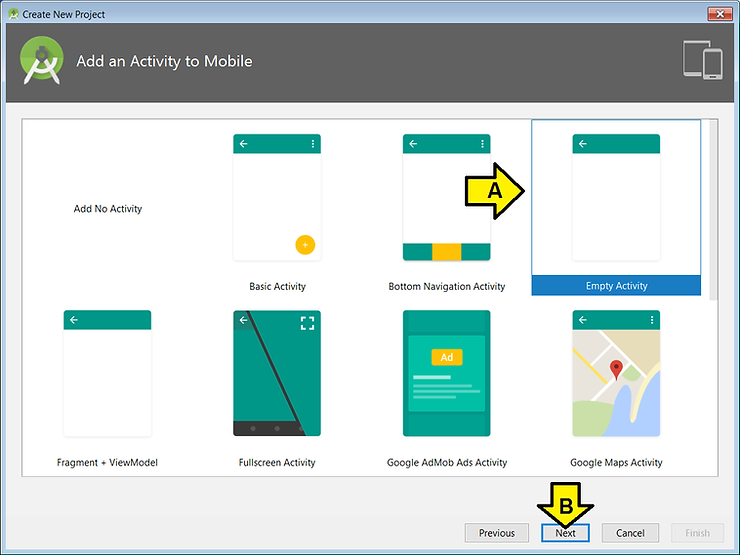 Create New Project
Add an Activity to Mobile
A
Add No Activity
Basic Activity
Bottom Navigation Activity
Empty Activity
Ad
Fragment + ViewModel
Fullscreen Activity
Google AdMob Ads Activity
Google Maps Activity
B
Previous
Next
Cancel
Finish